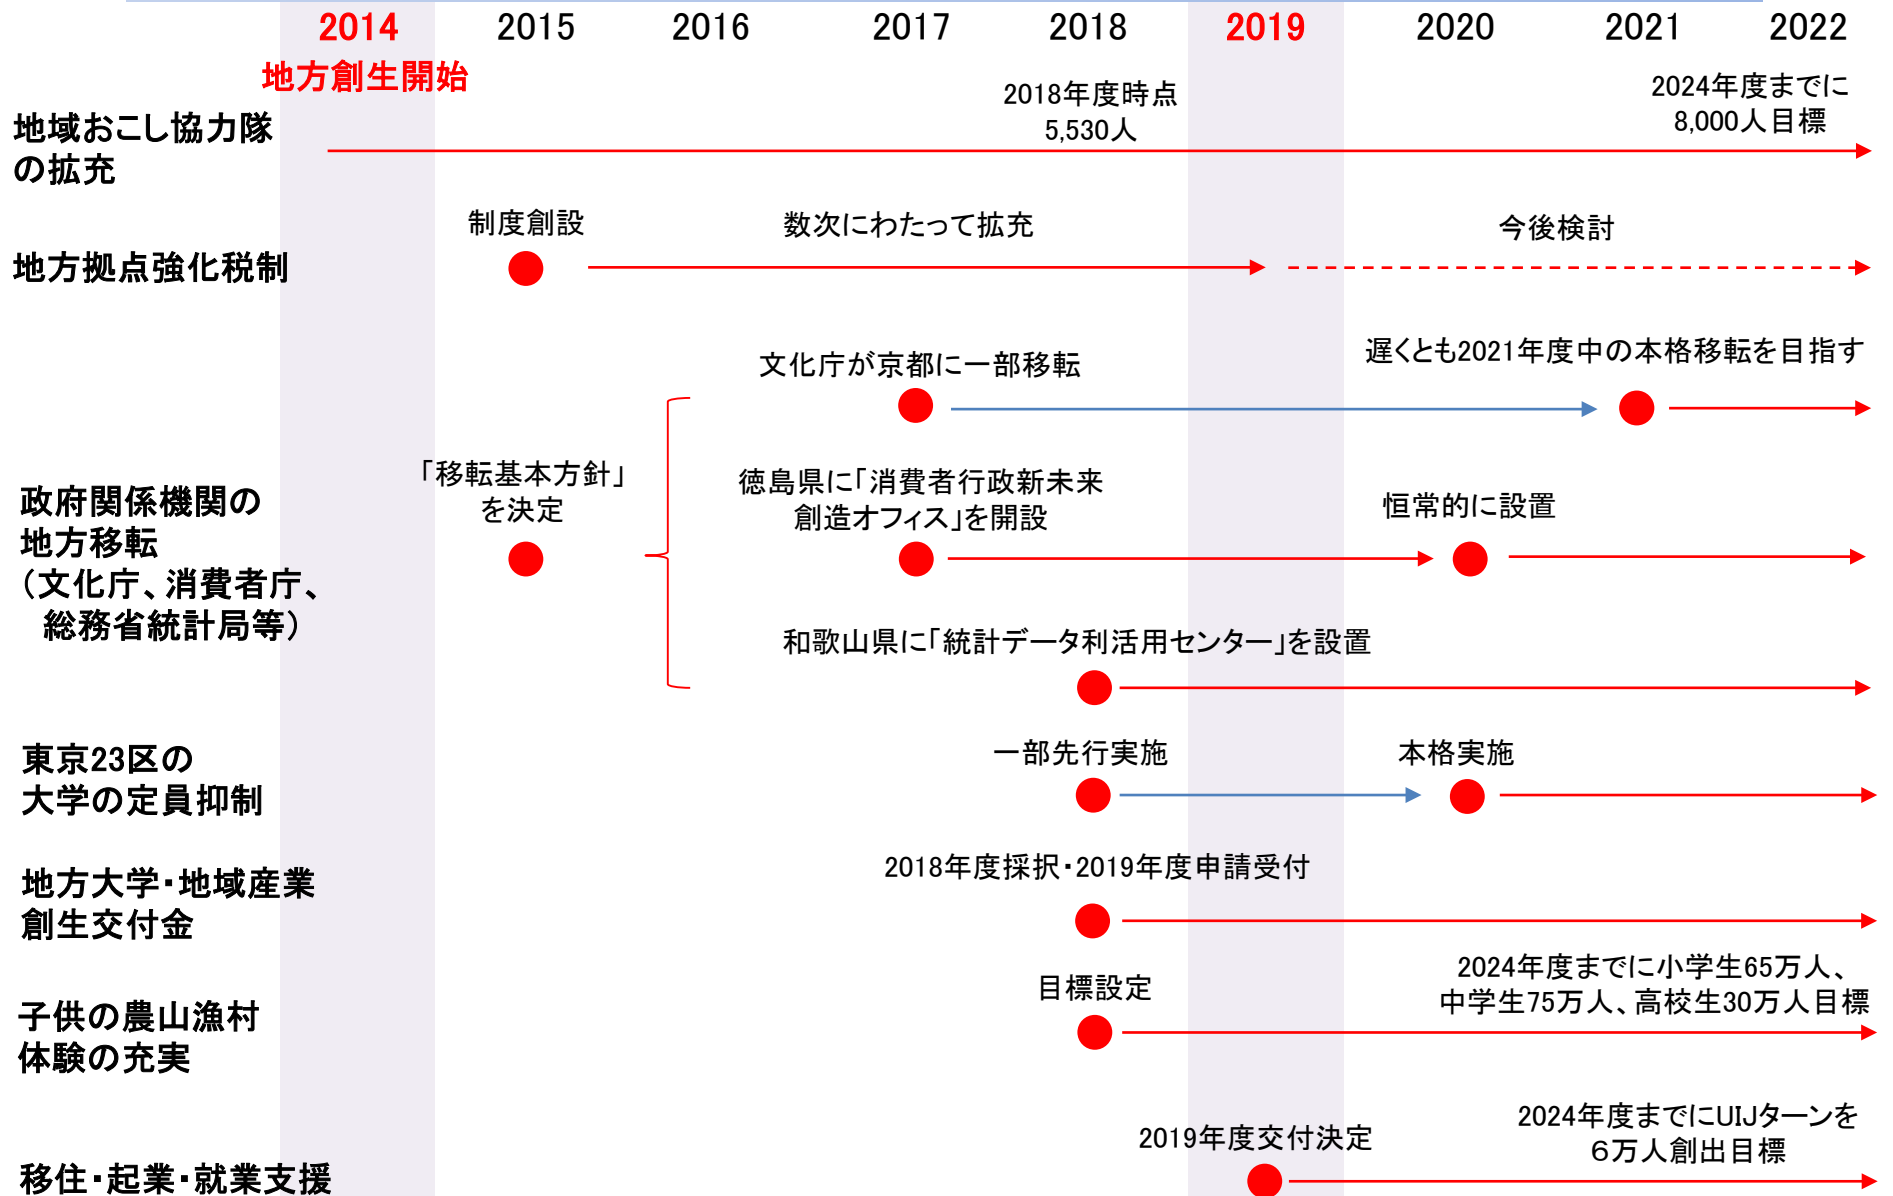 2014 2015 2016 2017 2018 2019 2020 2021 2022
地方創生開始
地域おこし協力隊
の拡充
2018年度時点
5,530人
2024年度までに
8,000人目標
地方拠点強化税制
制度創設
数次にわたって拡充
今後検討
政府関係機関の
地方移転
（文化庁、消費者庁、
総務省統計局等）
「移転基本方針」
を決定
文化庁が京都に一部移転
遅くとも2021年度中の本格移転を目指す
徳島県に「消費者行政新未来
創造オフィス」を開設
恒常的に設置
和歌山県に「統計データ利活用センター」を設置
東京23区の
大学の定員抑制
一部先行実施
本格実施
地方大学・地域産業
創生交付金
2018年度採択・2019年度申請受付
子供の農山漁村
体験の充実
目標設定
2024年度までに小学生65万人、
中学生75万人、高校生30万人目標
移住・起業・就業支援
2019年度交付決定
2024年度までにUIJターンを
６万人創出目標